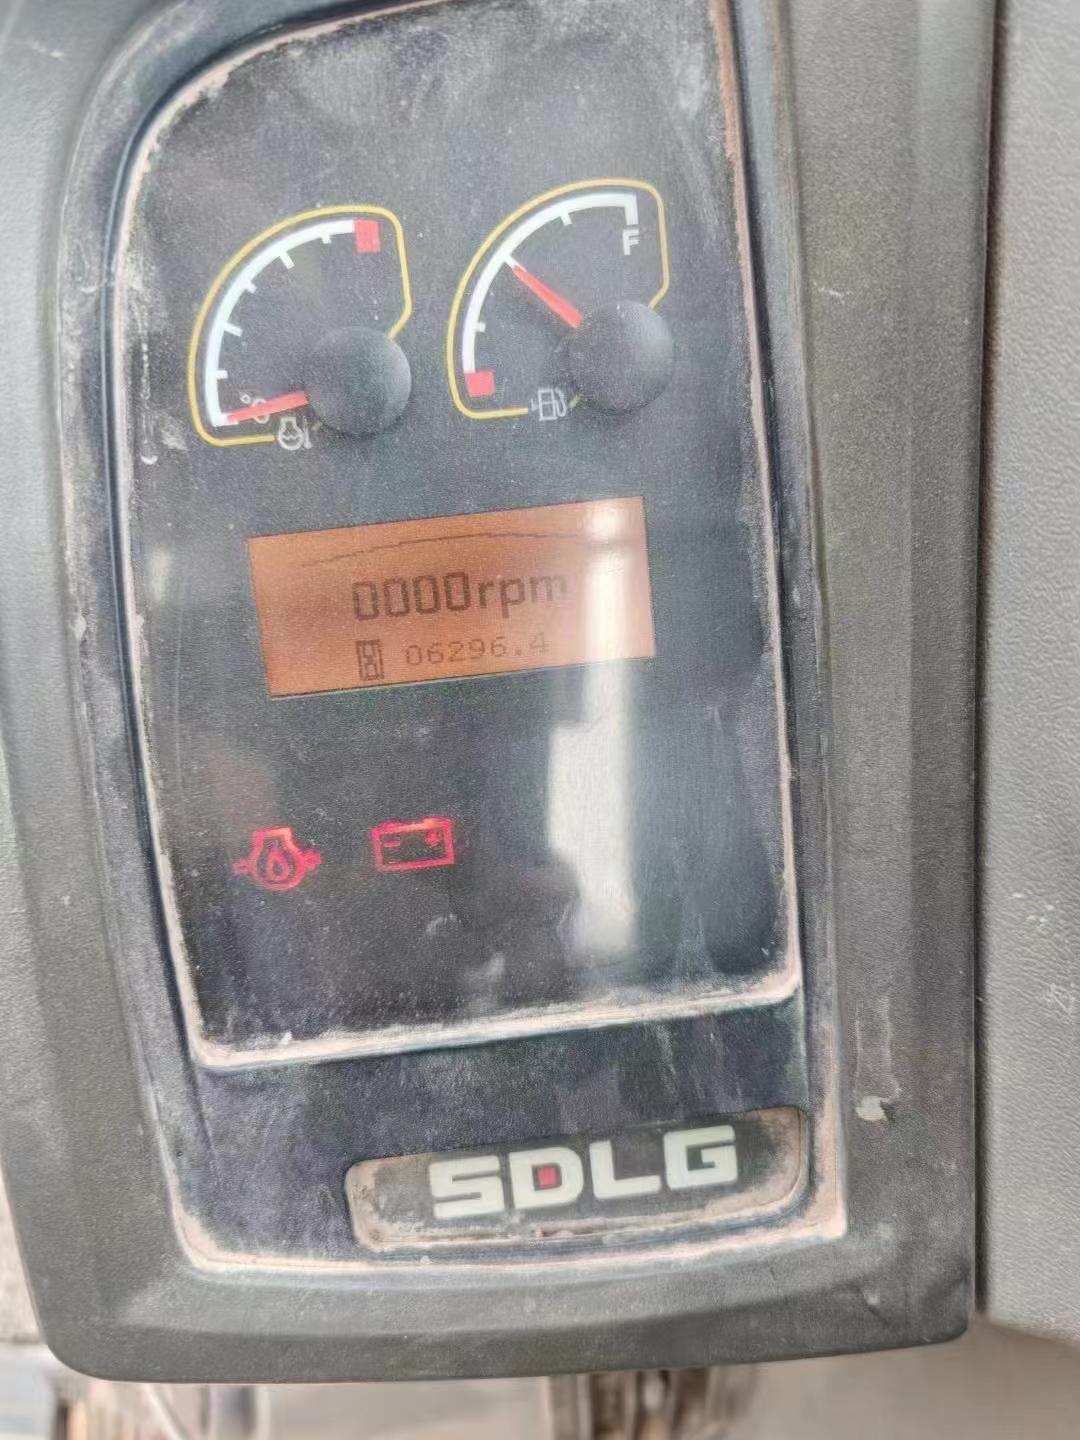 F
°C
0000rpm
06296.4
SDLG